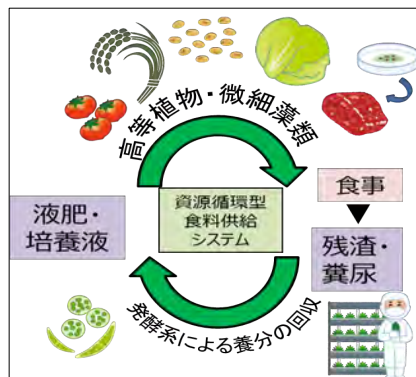 高等植物・微細藻類
食事
液肥・
培養液
資源循環型
食料供給
システム
残渣・
糞尿
発酵系による養分の回収